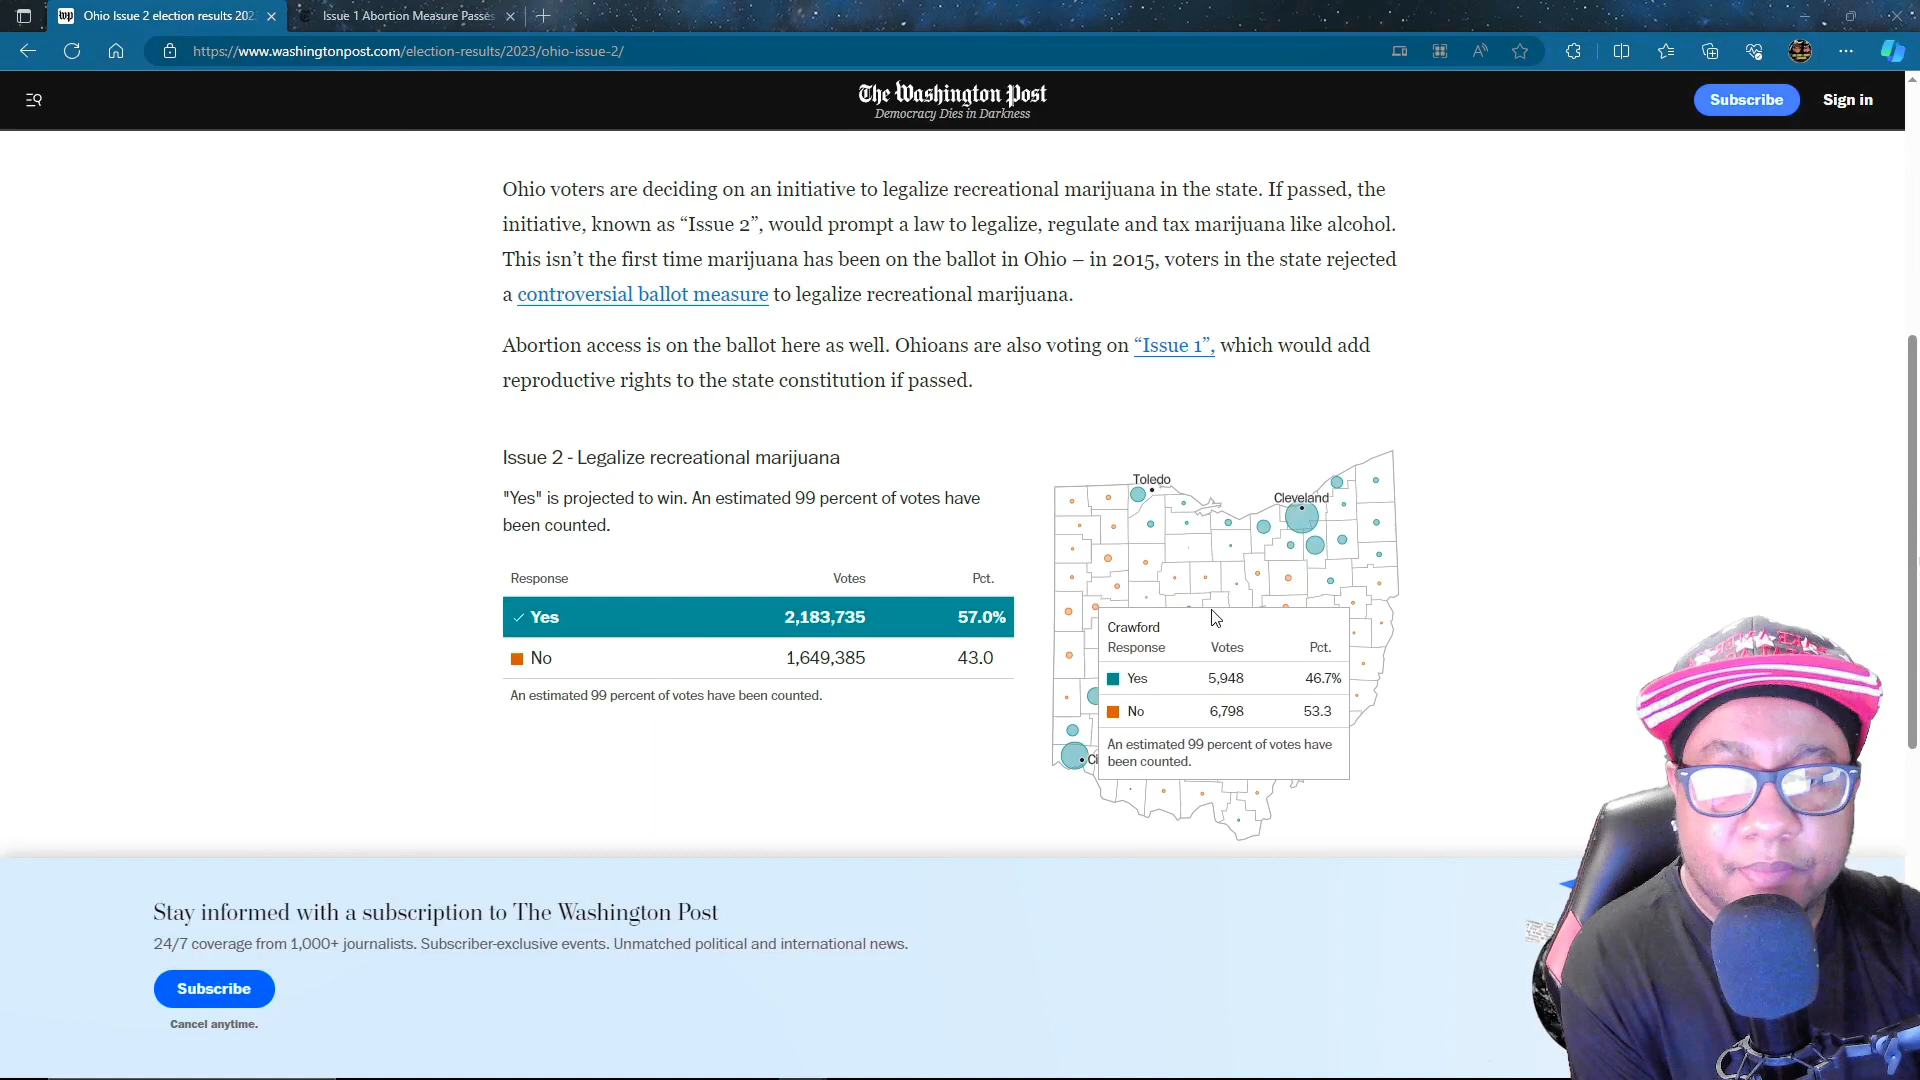 Ohio Issue 2 election results 202
Issue 1 Abortion Measure Passes
https://www.washingtonpost.com/election-results/2023/ohio-issue-2/
The Washington Post
Democracy Dies in Darkness
Subscribe
Sign in
Ohio voters are deciding on an initiative to legalize recreational marijuana in the state. If passed, the
initiative, known as “Issue 2”, would prompt a law to legalize, regulate and tax marijuana like alcohol.
This isn’t the first time marijuana has been on the ballot in Ohio – in 2015, voters in the state rejected
a controversial ballot measure to legalize recreational marijuana.
Abortion access is on the ballot here as well. Ohioans are also voting on “Issue 1”, which would add
reproductive rights to the state constitution if passed.
Issue 2 - Legalize recreational marijuana
"Yes" is projected to win. An estimated 99 percent of votes have
been counted.
Response Votes Pct.
Yes 2,183,735 57.0%
No 1,649,385 43.0
An estimated 99 percent of votes have been counted.
Toledo
Cleveland
Ci
Crawford
Response Votes Pct.
Yes 5,948 46.7%
No 6,798 53.3
An estimated 99 percent of votes have
been counted.
Stay informed with a subscription to The Washington Post
24/7 coverage from 1,000+ journalists. Subscriber-exclusive events. Unmatched political and international news.
Subscribe
Cancel anytime.